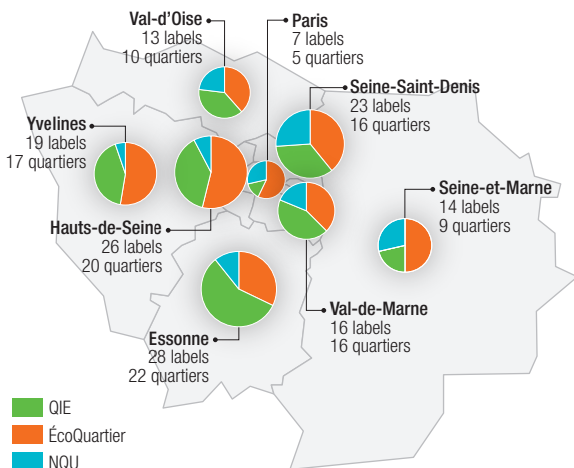 Val-d'Oise
13 labels
10 quartiers
Paris
7 labels
5 quartiers
Seine-Saint-Denis
23 labels
16 quartiers
Yvelines
19 labels
17 quartiers
Seine-et-Marne
14 labels
9 quartiers
Hauts-de-Seine
26 labels
20 quartiers
Val-de-Marne
16 labels
16 quartiers
Essonne
28 labels
22 quartiers
QIE
ÉcoQuartier
NQU